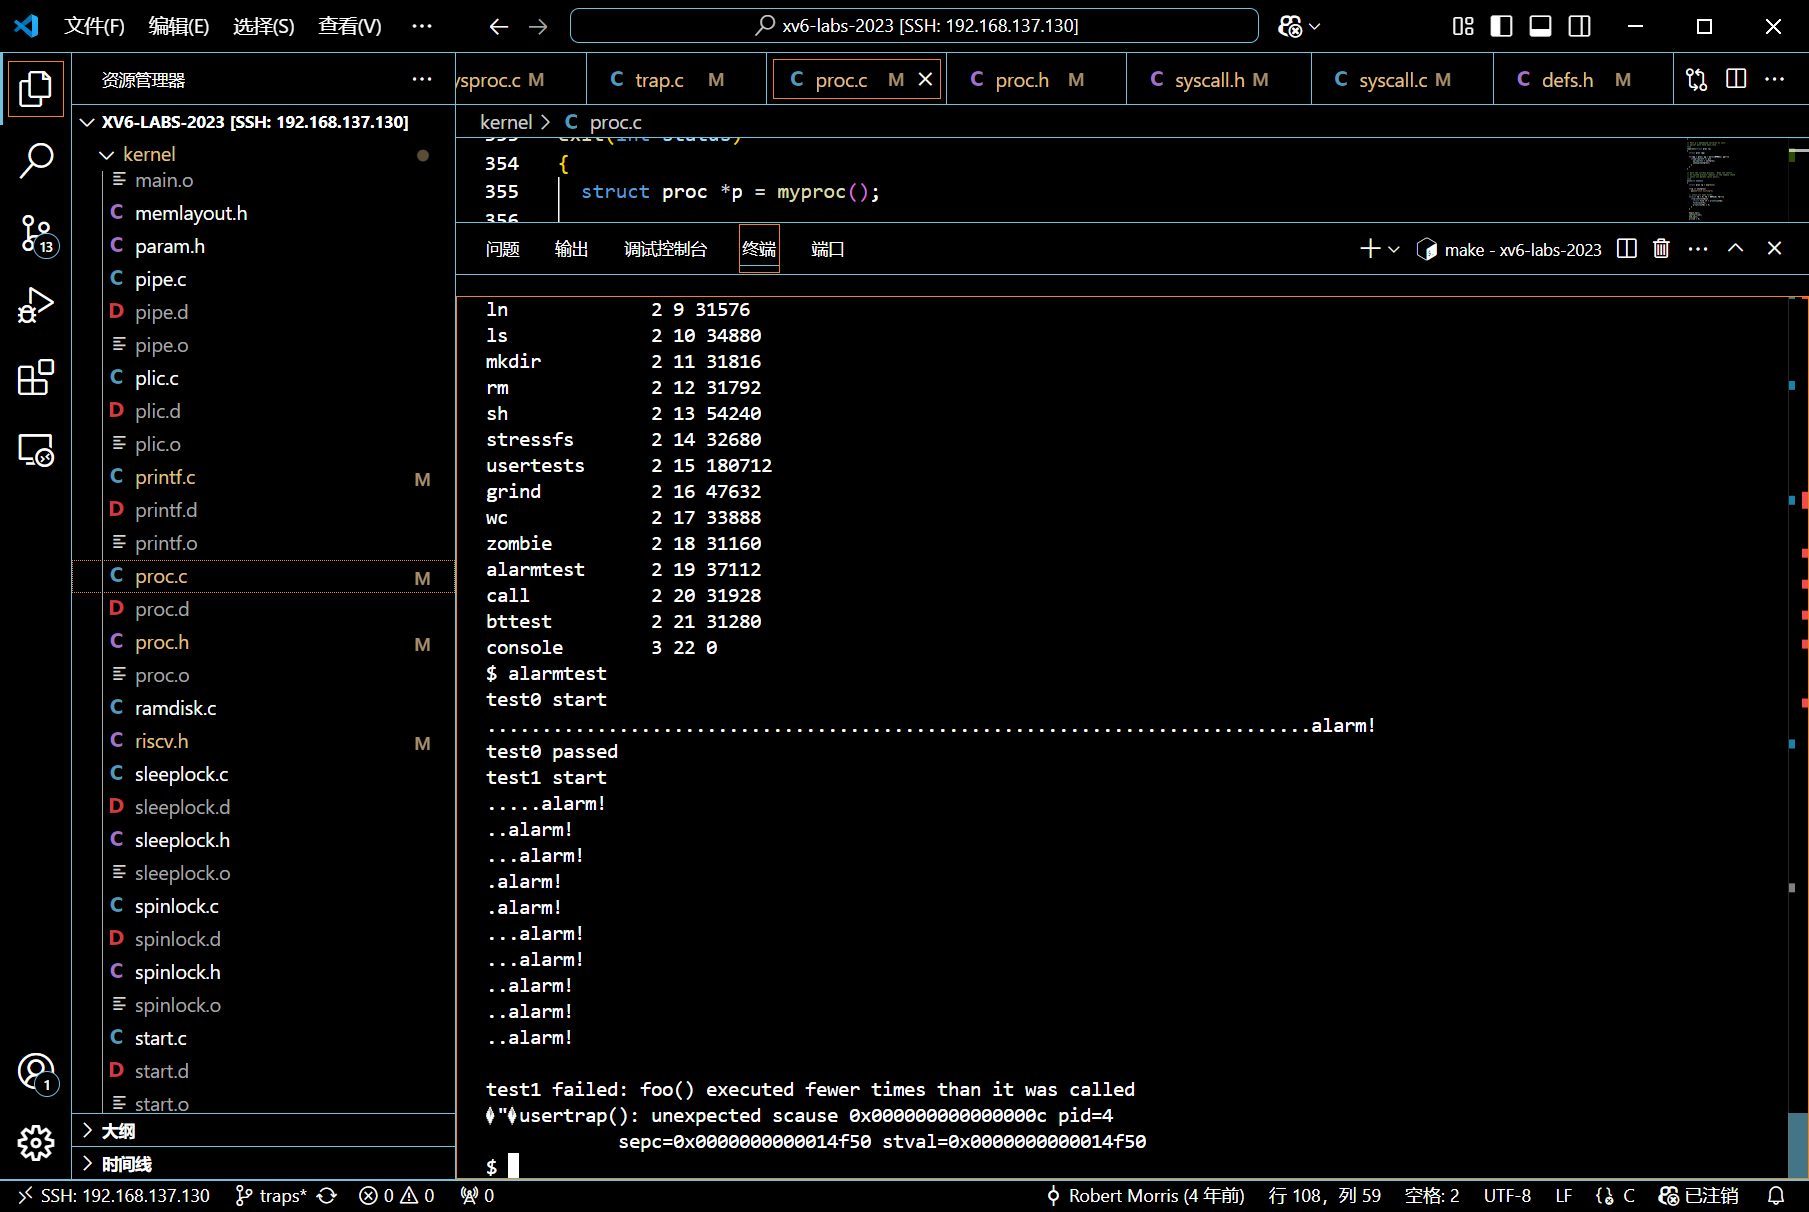 文件(F) 编辑(E) 选择(S) 查看(V) ··· xv6-labs-2023 [SSH: 192.168.137.130]
资源管理器
XV6-LABS-2023 [SSH: 192.168.137.130]
kernel
main.o
memlayout.h
param.h
pipe.c
pipe.d
pipe.o
plic.c
plic.d
plic.o
printf.c M
printf.d
printf.o
proc.c M
proc.d
proc.h M
proc.o
ramdisk.c
riscv.h M
sleeplock.c
sleeplock.d
sleeplock.h
sleeplock.o
spinlock.c
spinlock.d
spinlock.h
spinlock.o
start.c
start.d
start.o
大纲
时间线
13
1
ysproc.c M C trap.c M C proc.c M C proc.h M C syscall.h M C syscall.c M C defs.h M
kernel > C proc.c
353 exit(int status)
354 {
355 struct proc *p = myproc();
356
问题 输出 调试控制台 终端 端口 make - xv6-labs-2023
ln 2 9 31576
ls 2 10 34880
mkdir 2 11 31816
rm 2 12 31792
sh 2 13 54240
stressfs 2 14 32680
usertests 2 15 180712
grind 2 16 47632
wc 2 17 33888
zombie 2 18 31160
alarmtest 2 19 37112
call 2 20 31928
bttest 2 21 31280
console 3 22 0
$ alarmtest
test0 start
...........................................................................alarm!
test0 passed
test1 start
.....alarm!
..alarm!
...alarm!
.alarm!
.alarm!
...alarm!
...alarm!
..alarm!
..alarm!
..alarm!
test1 failed: foo() executed fewer times than it was called
�"�usertrap(): unexpected scause 0x000000000000000c pid=4
sepc=0x0000000000014f50 stval=0x0000000000014f50
$
SSH: 192.168.137.130 traps* 0 0 0 Robert Morris (4 年前) 行 108，列 59 空格: 2 UTF-8 LF C 已注销